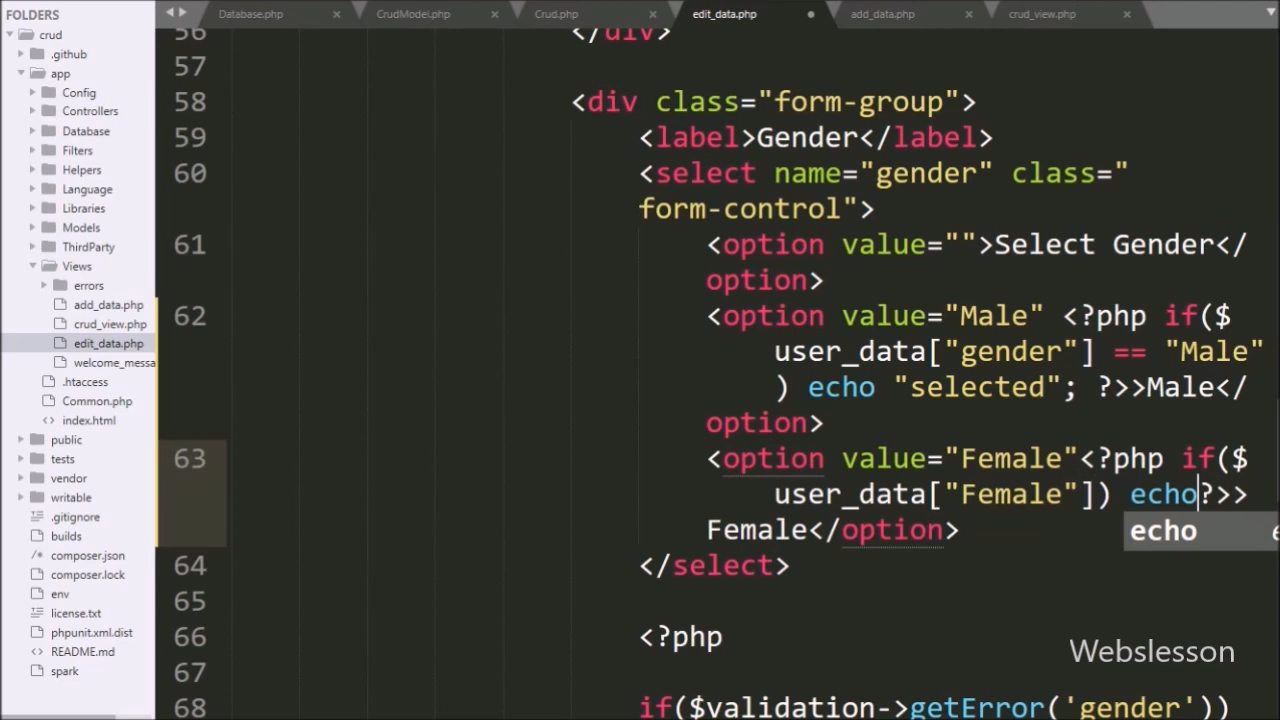 FOLDERS
crud
.github
app
Config
Controllers
Database
Filters
Helpers
Language
Libraries
Models
ThirdParty
Views
errors
add_data.php
crud_view.php
edit_data.php
welcome_messa
.htaccess
Common.php
index.html
public
tests
vendor
writable
.gitignore
builds
composer.json
composer.lock
env
license.txt
phpunit.xml.dist
README.md
spark
Database.php × CrudModel.php × Crud.php × edit_data.php add_data.php × crud_view.php ×
56 </div>
57
58 <div class="form-group">
59 <label>Gender</label>
60 <select name="gender" class="
form-control">
61 <option value="">Select Gender</
option>
62 <option value="Male" <?php if($
user_data["gender"] == "Male"
) echo "selected"; ?>>Male</
option>
63 <option value="Female"<?php if($
user_data["Female"]) echo?>>
Female</option>
echo
64 </select>
65
66 <?php
67
68 if($validation->getError('gender'))
Webslesson